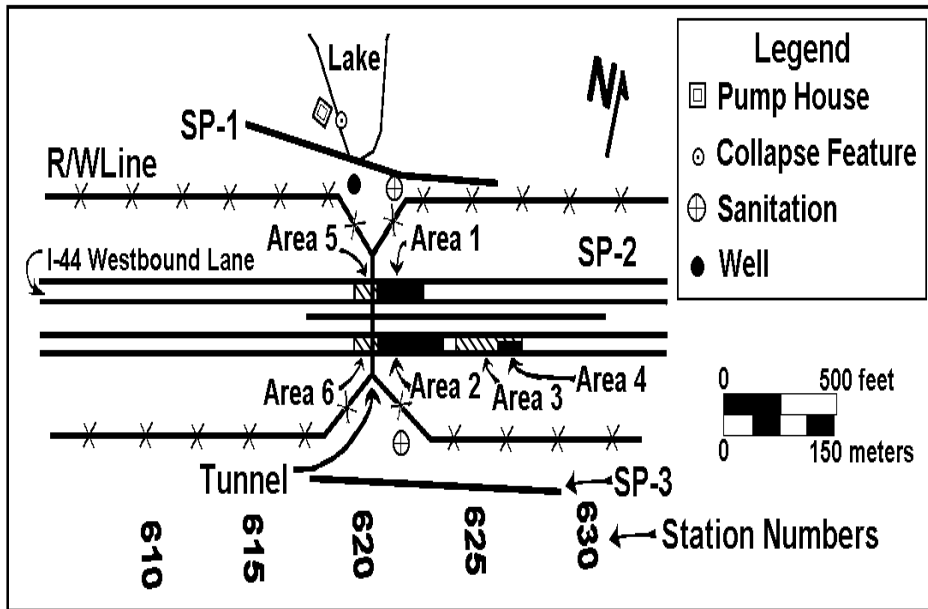 Lake
N
Legend
Pump House
Collapse Feature
Sanitation
Well
SP-1
R/WLine
Area 5
Area 1
SP-2
I-44 Westbound Lane
Area 6
Area 2
Area 3
Area 4
0 500 feet
0 150 meters
Tunnel
SP-3
610 615 620 625 630
Station Numbers